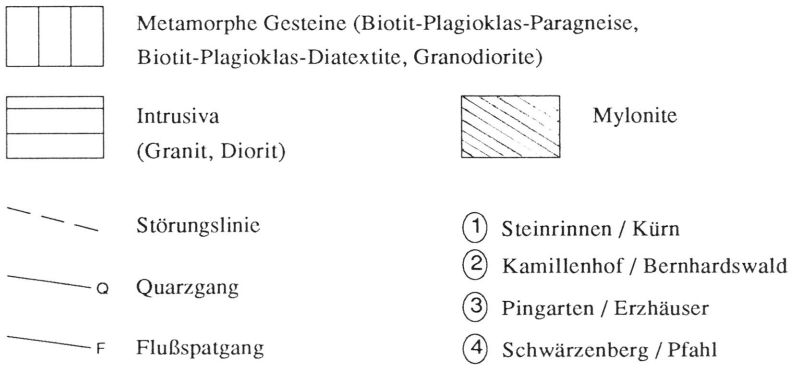 Metamorphe Gesteine (Biotit-Plagioklas-Paragneise,
Biotit-Plagioklas-Diatextite, Granodiorite)
Intrusiva
(Granit, Diorit)
Mylonite
Störungslinie
Q Quarzgang
F Flußspatgang
1 Steinrinnen / Kürn
2 Kamillenhof / Bernhardswald
3 Pingarten / Erzhäuser
4 Schwärzenberg / Pfahl